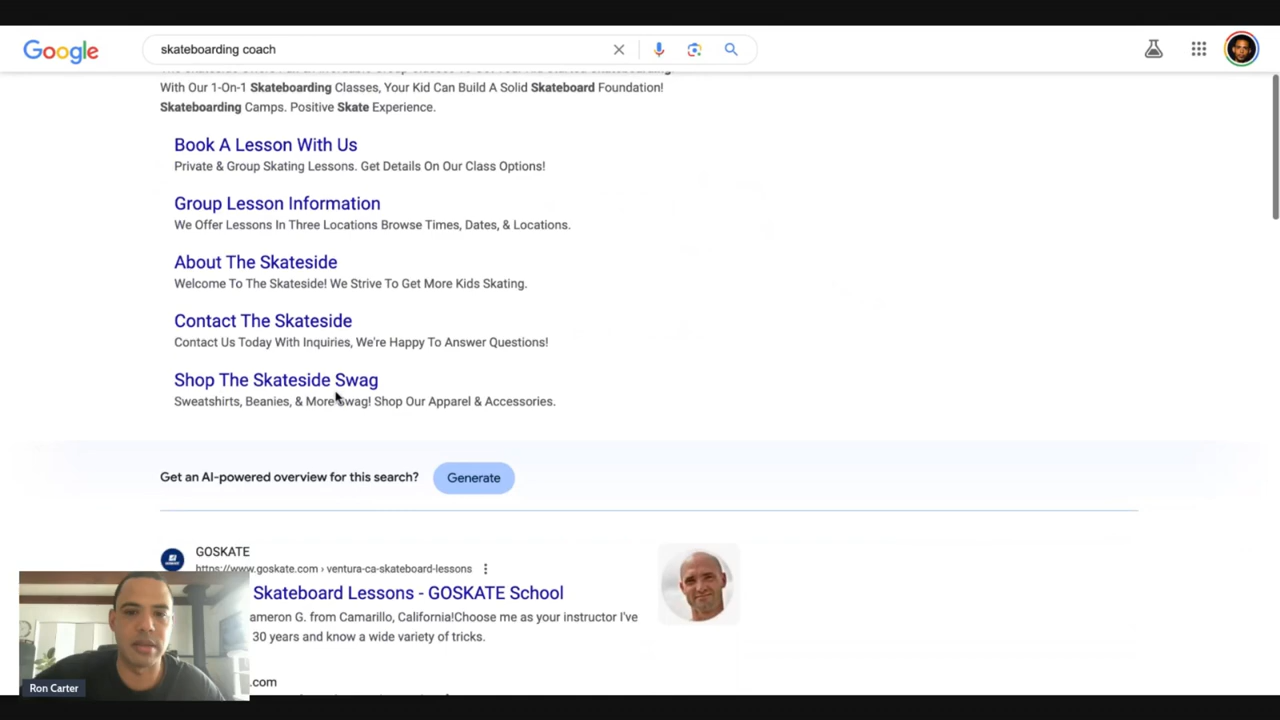 Google
skateboarding coach
With Our 1-On-1 Skateboarding Classes, Your Kid Can Build A Solid Skateboard Foundation!
Skateboarding Camps. Positive Skate Experience.
Book A Lesson With Us
Private & Group Skating Lessons. Get Details On Our Class Options!
Group Lesson Information
We Offer Lessons In Three Locations Browse Times, Dates, & Locations.
About The Skateside
Welcome To The Skateside! We Strive To Get More Kids Skating.
Contact The Skateside
Contact Us Today With Inquiries, We're Happy To Answer Questions!
Shop The Skateside Swag
Sweatshirts, Beanies, & More Swag! Shop Our Apparel & Accessories.
Get an AI-powered overview for this search?
Generate
GOSKATE
https://www.goskate.com › ventura-ca-skateboard-lessons
Skateboard Lessons - GOSKATE School
ameron G. from Camarillo, California!Choose me as your instructor I've
30 years and know a wide variety of tricks.
.com
Ron Carter